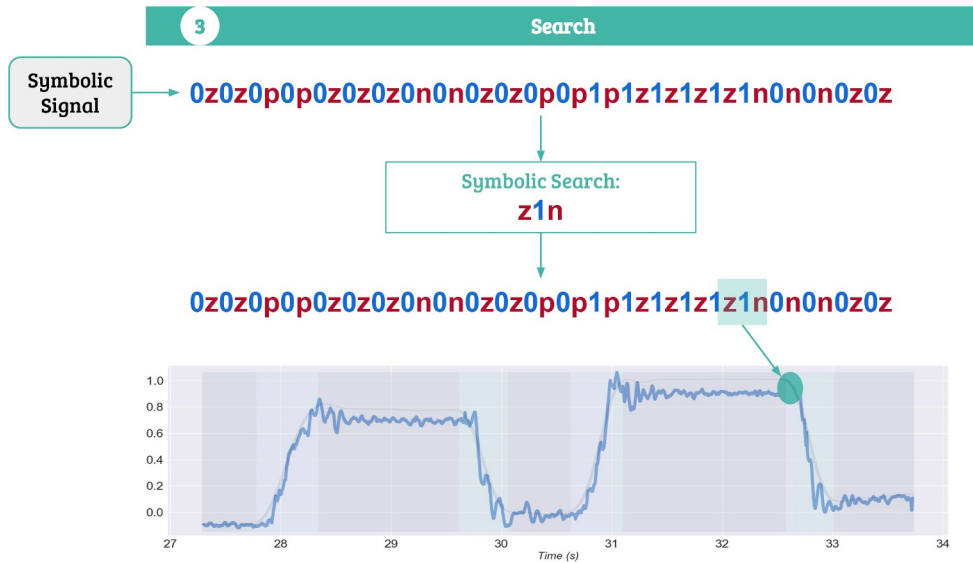 3
Search
Symbolic
Signal
0z0z0p0p0z0z0z0n0n0z0z0p0p1p1z1z1z1z1n0n0n0z0z
Symbolic Search:
z1n
0z0z0p0p0z0z0z0n0n0z0z0p0p1p1z1z1z1z1n0n0n0z0z
1.0
0.8
0.6
0.4
0.2
0.0
27 28 29 30 31 32 33 34
Time (s)